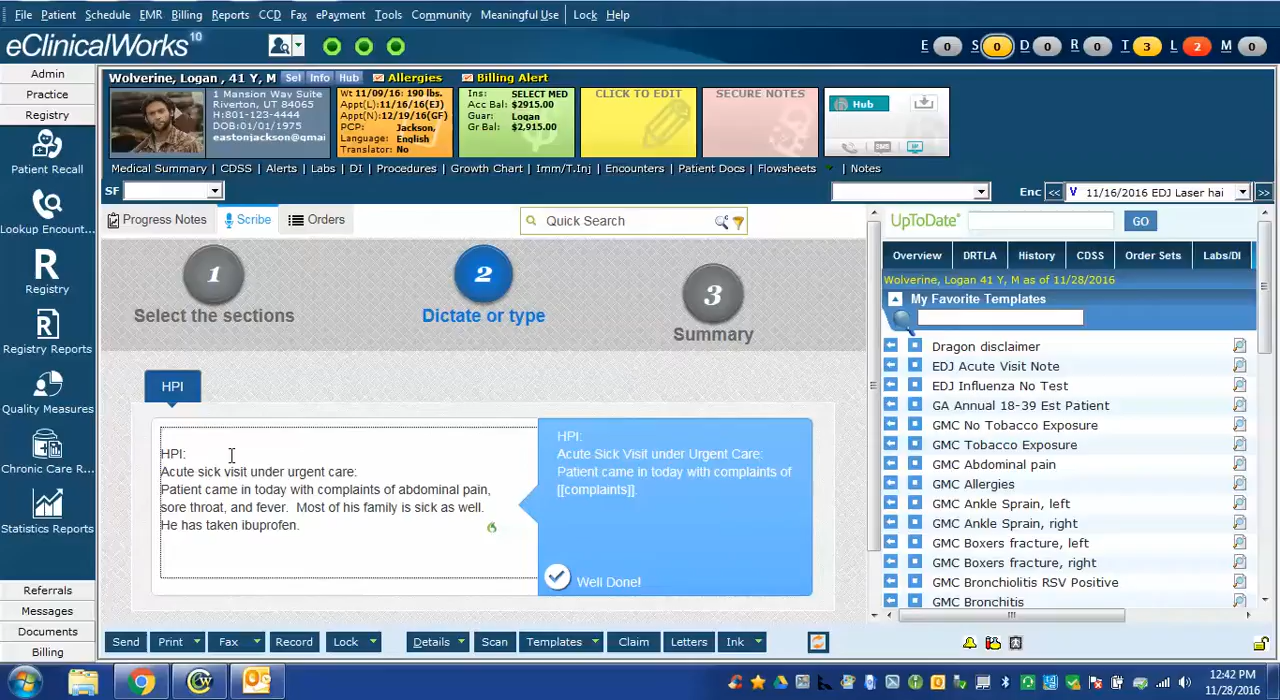 File Patient Schedule EMR Billing Reports CCD Fax ePayment Tools Community Meaningful Use Lock Help
eClinicalWorks 10 E 0 S 0 D 0 R 0 T 3 L 2 M 0
Admin
Practice
Registry
Patient Recall
Lookup Encount...
Registry
Registry Reports
Quality Measures
Chronic Care R...
Statistics Reports
Referrals
Messages
Documents
Billing
Wolverine, Logan , 41 Y, M Sel Info Hub Allergies Billing Alert
1 Mansion Way Suite
Riverton, UT 84065
H:801-123-4444
DOB:01/01/1975
eastonjackson@gmai
Wt 11/09/16: 190 lbs.
Appt(L):11/16/16(EJ)
Appt(N):12/19/16(GF)
PCP: Jackson,
Language: English
Translator: No
Ins: SELECT MED
Acc Bal: $2915.00
Guar: Logan
Gr Bal: $2,915.00
CLICK TO EDIT
SECURE NOTES
Hub
Medical Summary | CDSS | Alerts | Labs | DI | Procedures | Growth Chart | Imm/T.Inj | Encounters | Patient Docs | Flowsheets | Notes
SF Enc << V 11/16/2016 EDJ Laser hai >>
Progress Notes Scribe Orders Quick Search
1 Select the sections
2 Dictate or type
3 Summary
HPI
HPI:
Acute sick visit under urgent care:
Patient came in today with complaints of abdominal pain,
sore throat, and fever. Most of his family is sick as well.
He has taken ibuprofen.
HPI:
Acute Sick Visit under Urgent Care:
Patient came in today with complaints of
[[complaints]].
Well Done!
UpToDate GO
Overview DRTLA History CDSS Order Sets Labs/DI
Wolverine, Logan 41 Y, M as of 11/28/2016
My Favorite Templates
Dragon disclaimer
EDJ Acute Visit Note
EDJ Influenza No Test
GA Annual 18-39 Est Patient
GMC No Tobacco Exposure
GMC Tobacco Exposure
GMC Abdominal pain
GMC Allergies
GMC Ankle Sprain, left
GMC Ankle Sprain, right
GMC Boxers fracture, left
GMC Boxers fracture, right
GMC Bronchiolitis RSV Positive
GMC Bronchitis
Send Print Fax Record Lock Details Scan Templates Claim Letters Ink
12:42 PM
11/28/2016